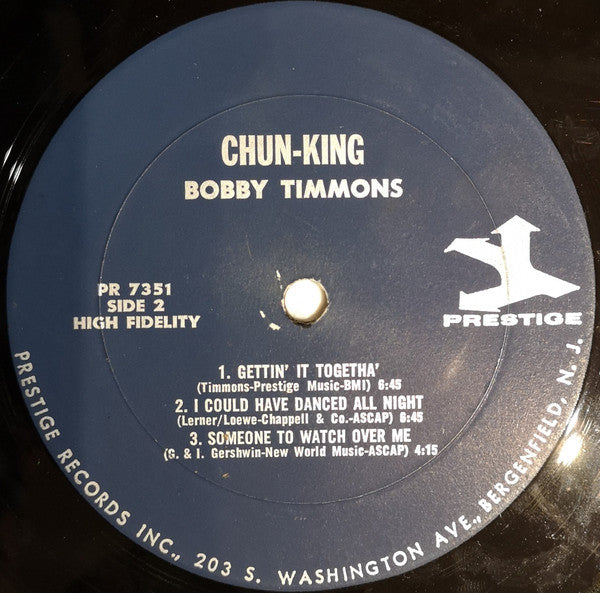 CHUN-KING
BOBBY TIMMONS
PR 7351
SIDE 2
HIGH FIDELITY
PRESTIGE
1. GETTIN' IT TOGETHA'
(Timmons-Prestige Music-BMI) 6:45
2. I COULD HAVE DANCED ALL NIGHT
(Lerner/Loewe-Chappell & Co.-ASCAP) 6:45
3. SOMEONE TO WATCH OVER ME
(G. & I. Gershwin-New World Music-ASCAP) 4:15
PRESTIGE RECORDS INC., 203 S. WASHINGTON AVE., BERGENFIELD, N. J.